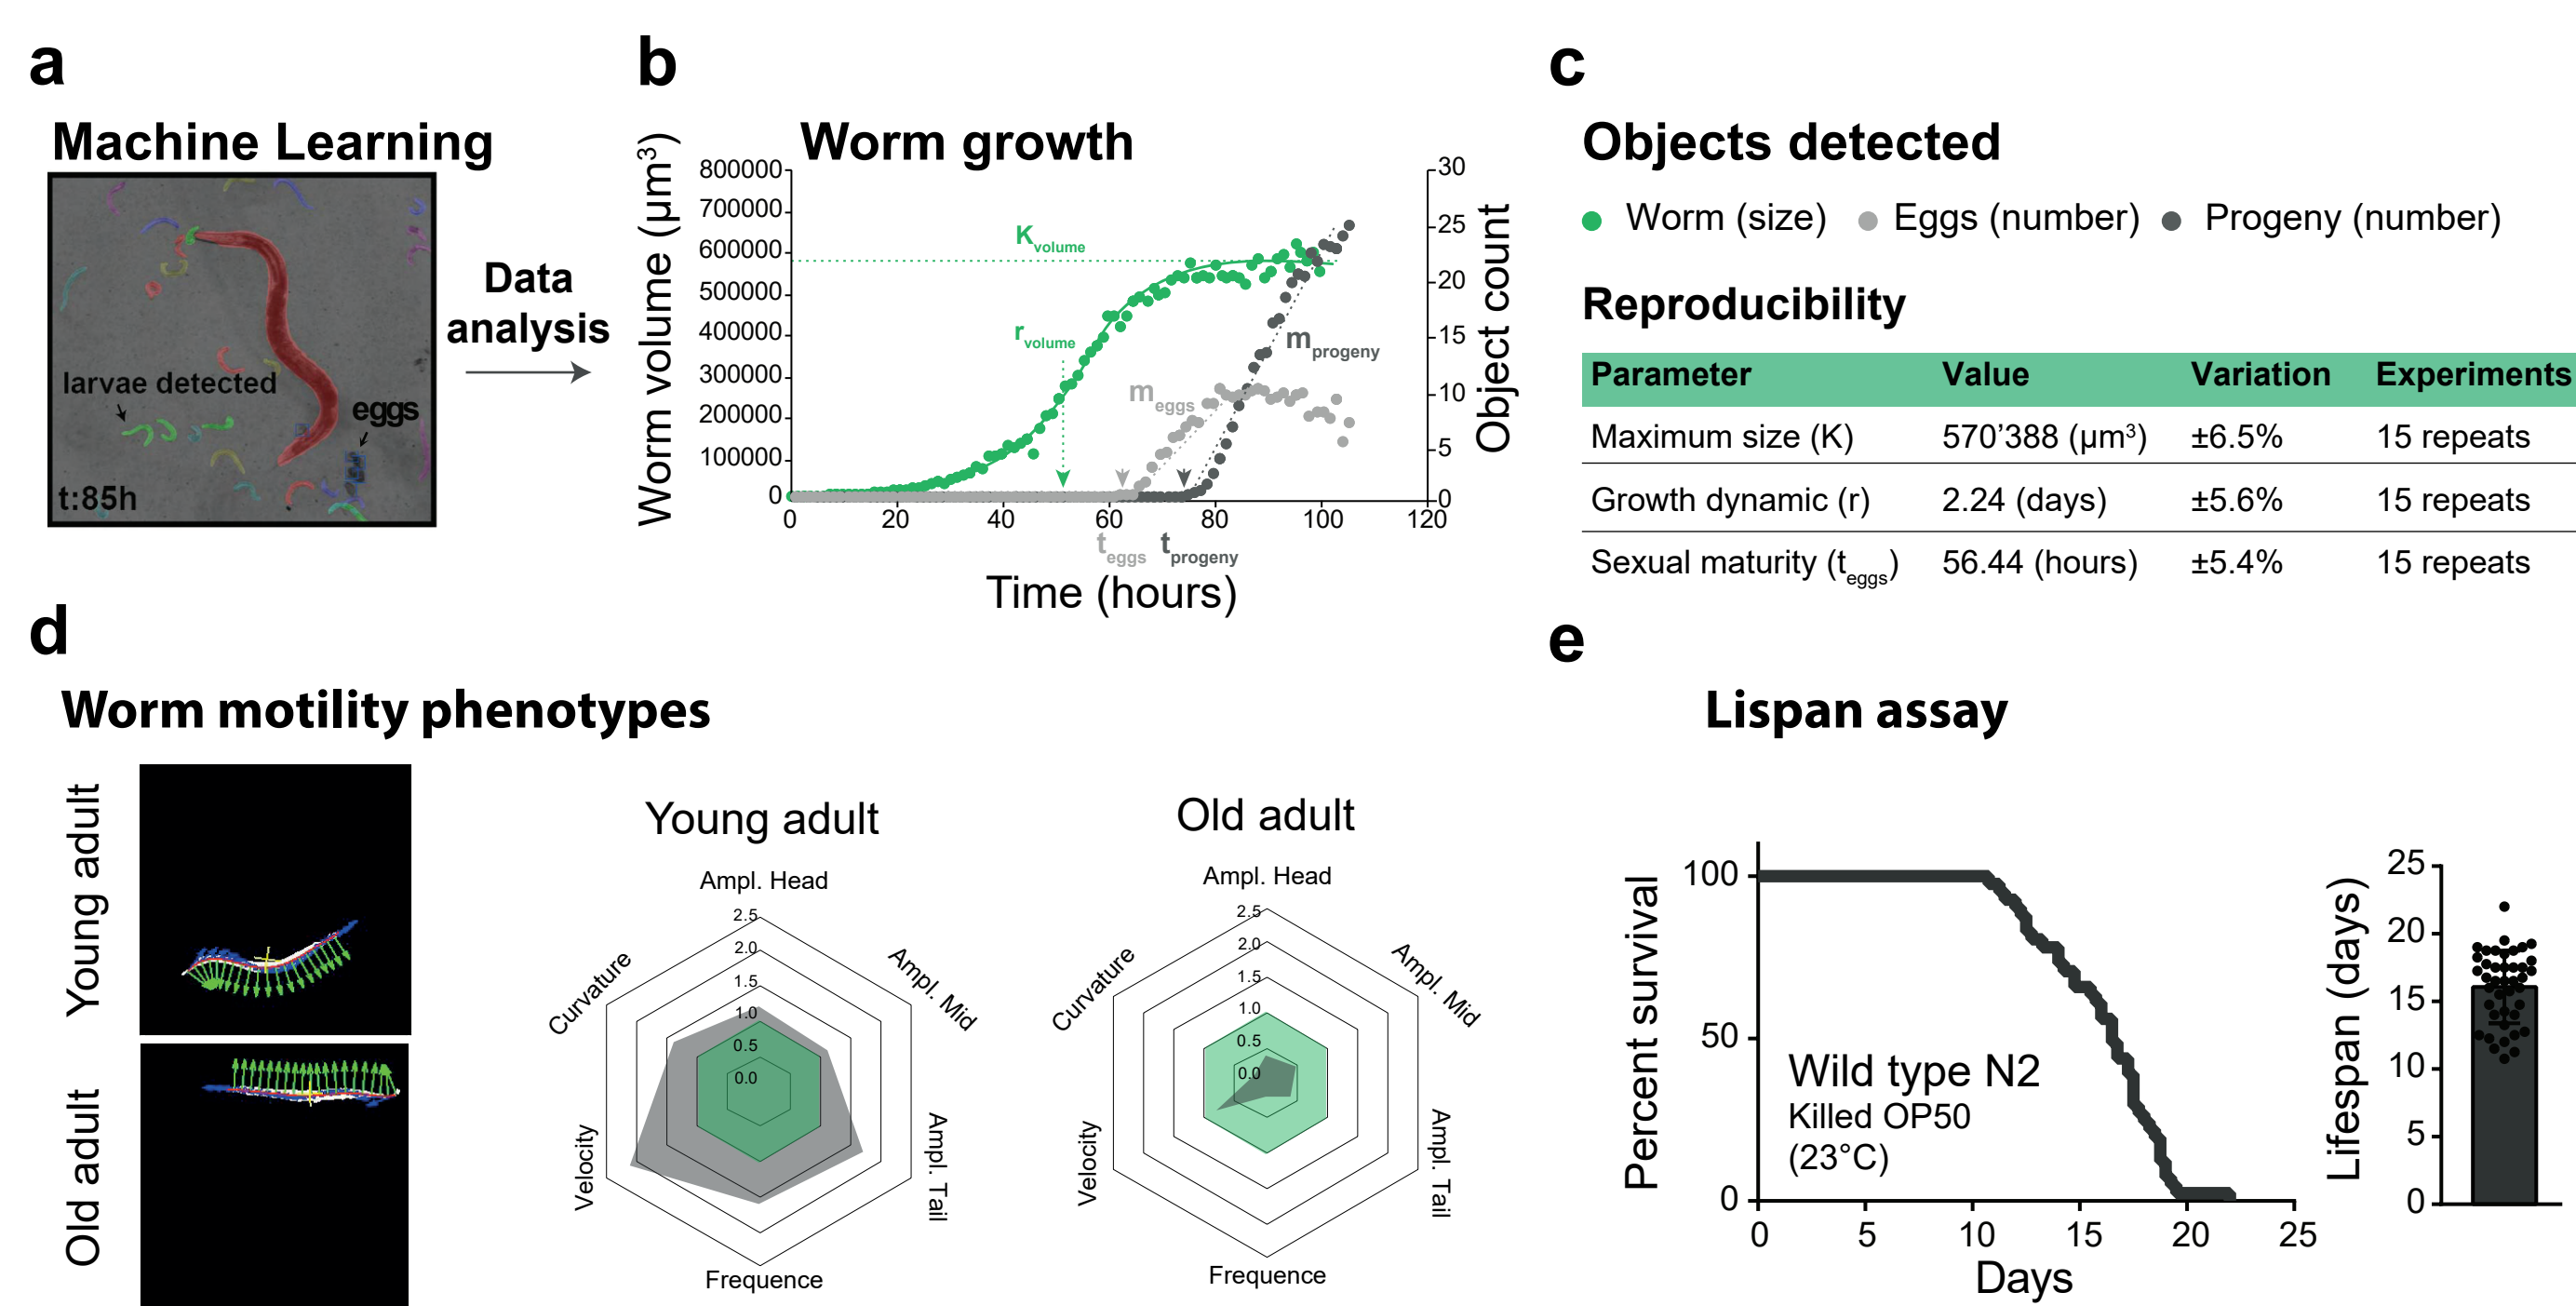 a
Machine Learning
larvae detected
eggs
t:85h
Data
analysis
b
Worm growth
Worm volume (µm³)
800000
700000
600000
500000
400000
300000
200000
100000
0
K volume
r volume
m eggs
m progeny
30
25
20
15
10
5
0
Object count
0 20 40 60 80 100 120
t eggs t progeny
Time (hours)
c
Objects detected
Worm (size) Eggs (number) Progeny (number)
Reproducibility
Parameter Value Variation Experiments
Maximum size (K) 570’388 (µm³) ±6.5% 15 repeats
Growth dynamic (r) 2.24 (days) ±5.6% 15 repeats
Sexual maturity (t eggs) 56.44 (hours) ±5.4% 15 repeats
d
Worm motility phenotypes
Young adult
Old adult
Young adult
Ampl. Head
Ampl. Mid
Ampl. Tail
Frequence
Velocity
Curvature
2.5
2.0
1.5
1.0
0.5
0.0
Old adult
Ampl. Head
Ampl. Mid
Ampl. Tail
Frequence
Velocity
Curvature
2.5
2.0
1.5
1.0
0.5
0.0
e
Lispan assay
Percent survival
100
50
0
Wild type N2
Killed OP50
(23°C)
0 5 10 15 20 25
Days
Lifespan (days)
25
20
15
10
5
0